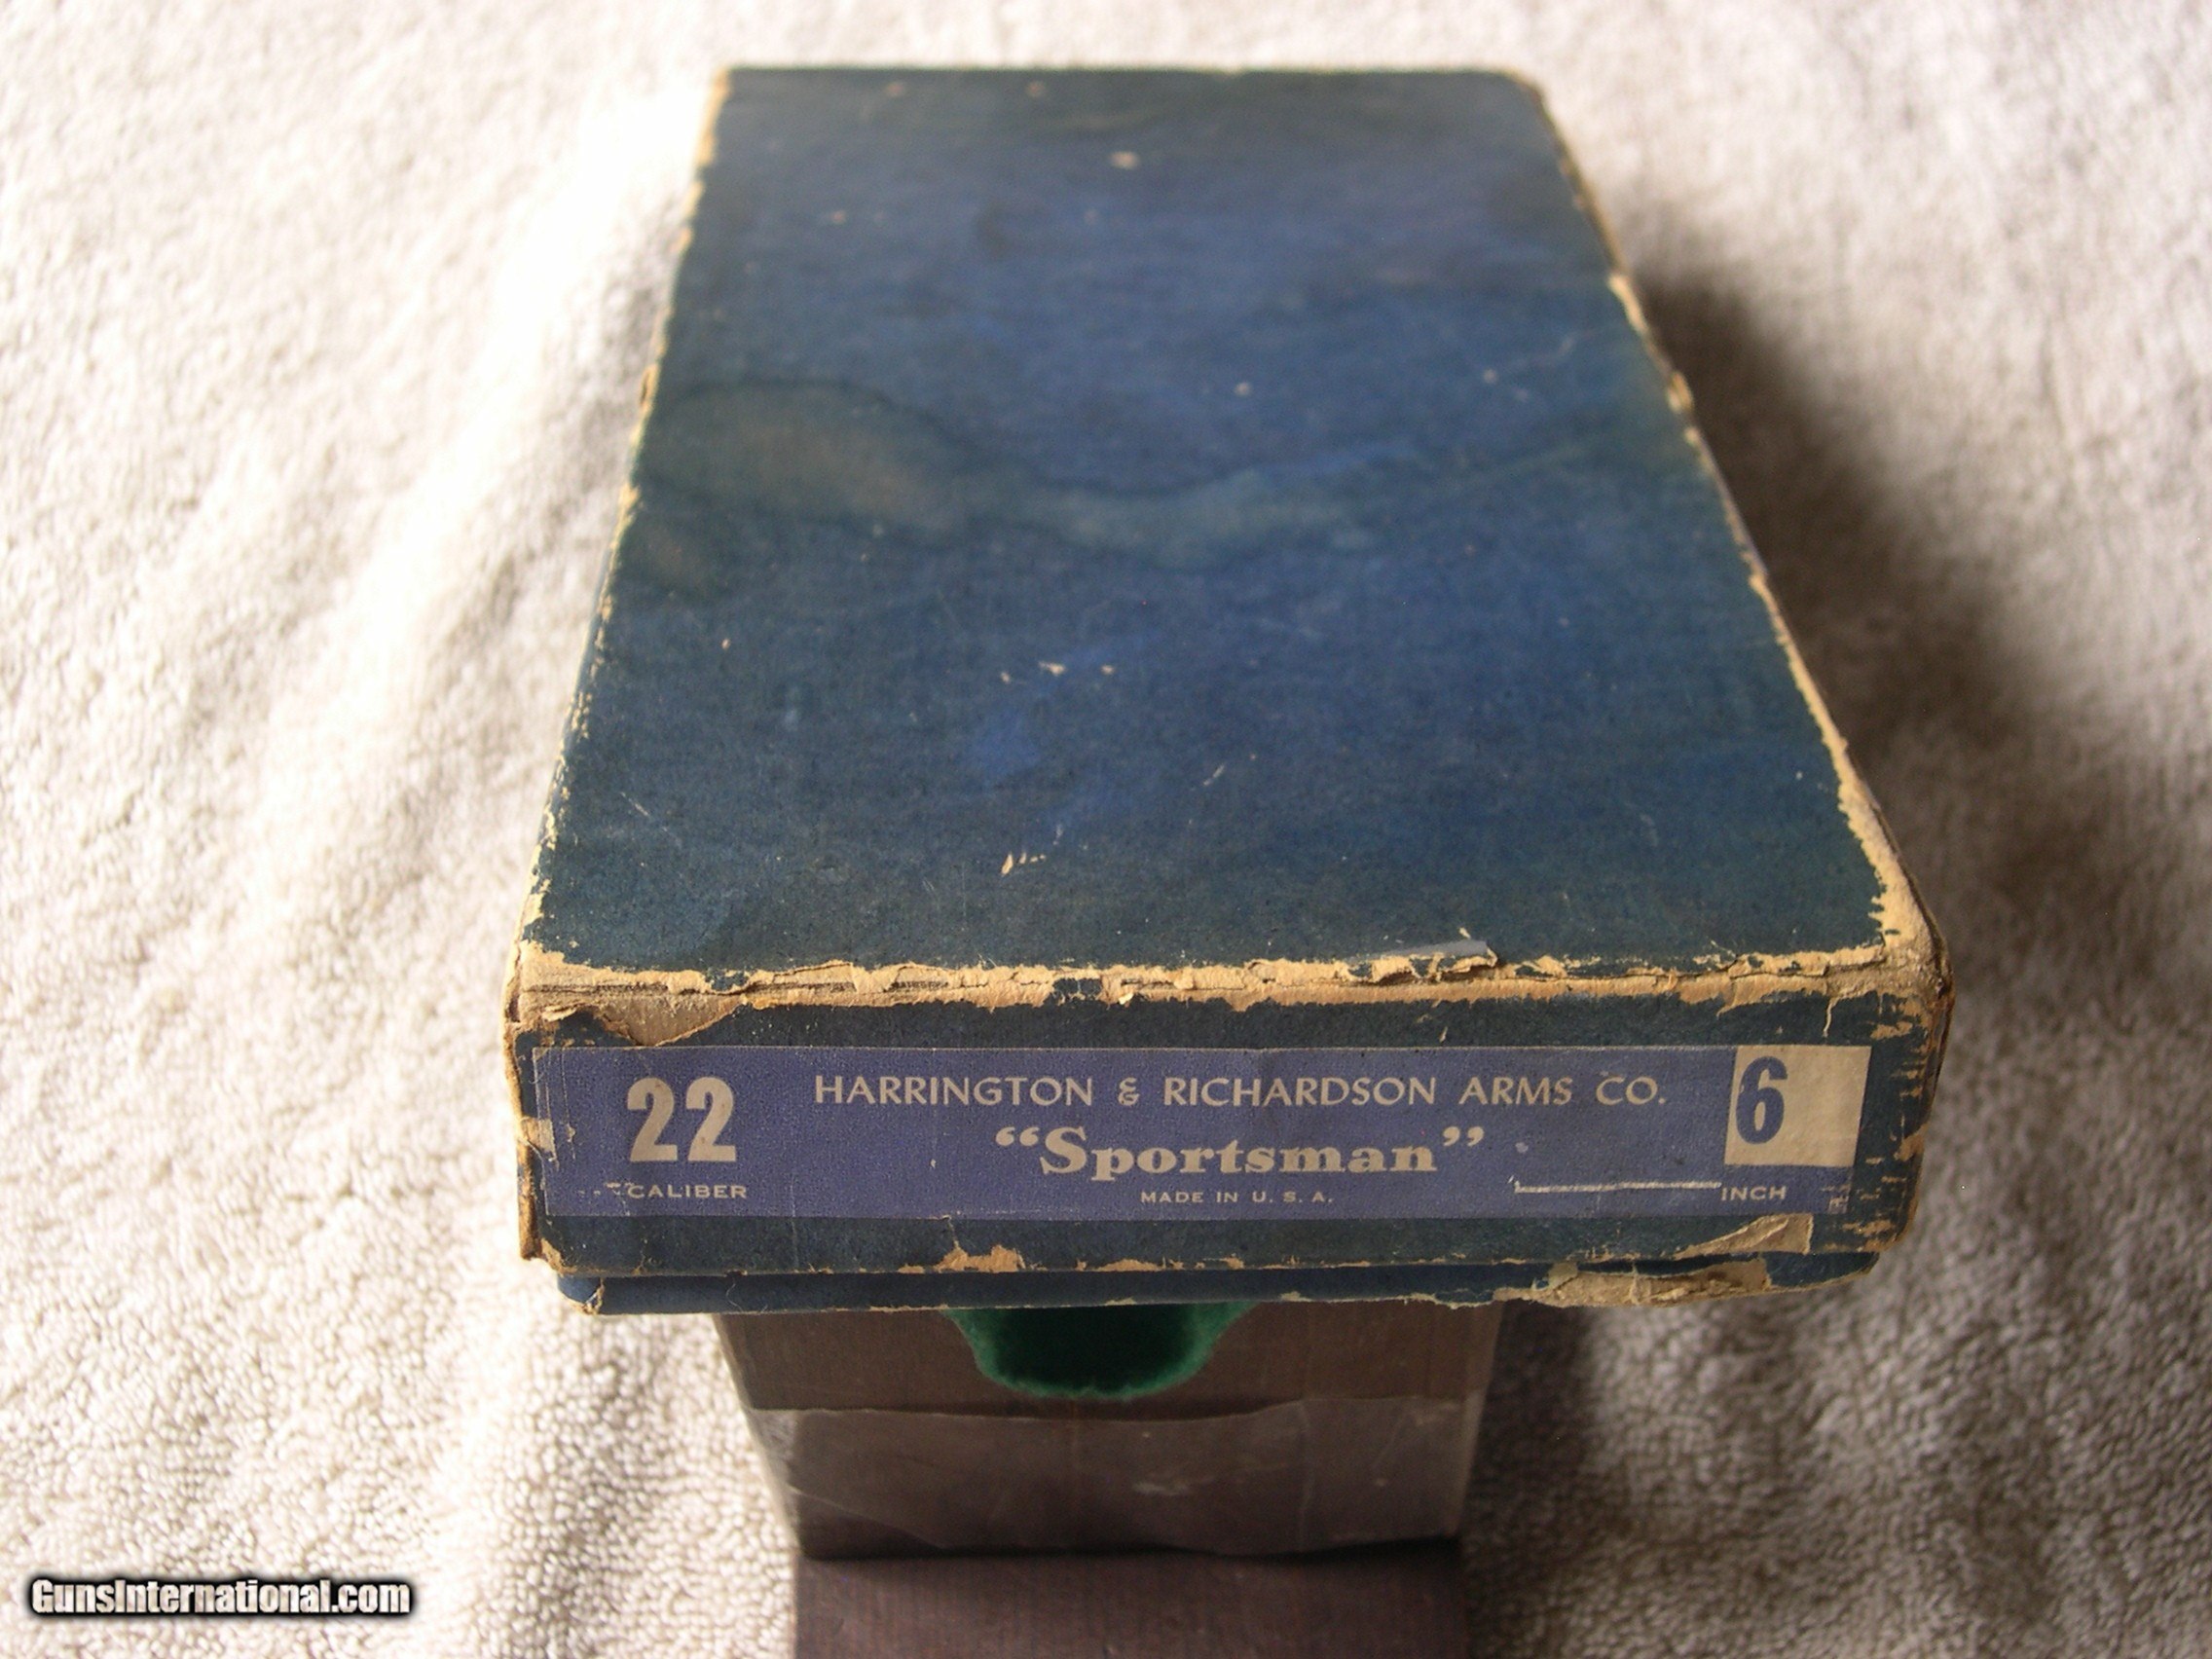 22 HARRINGTON & RICHARDSON ARMS CO. 6
"Sportsman"
CALIBER MADE IN U. S. A. INCH
GunsInternational.com